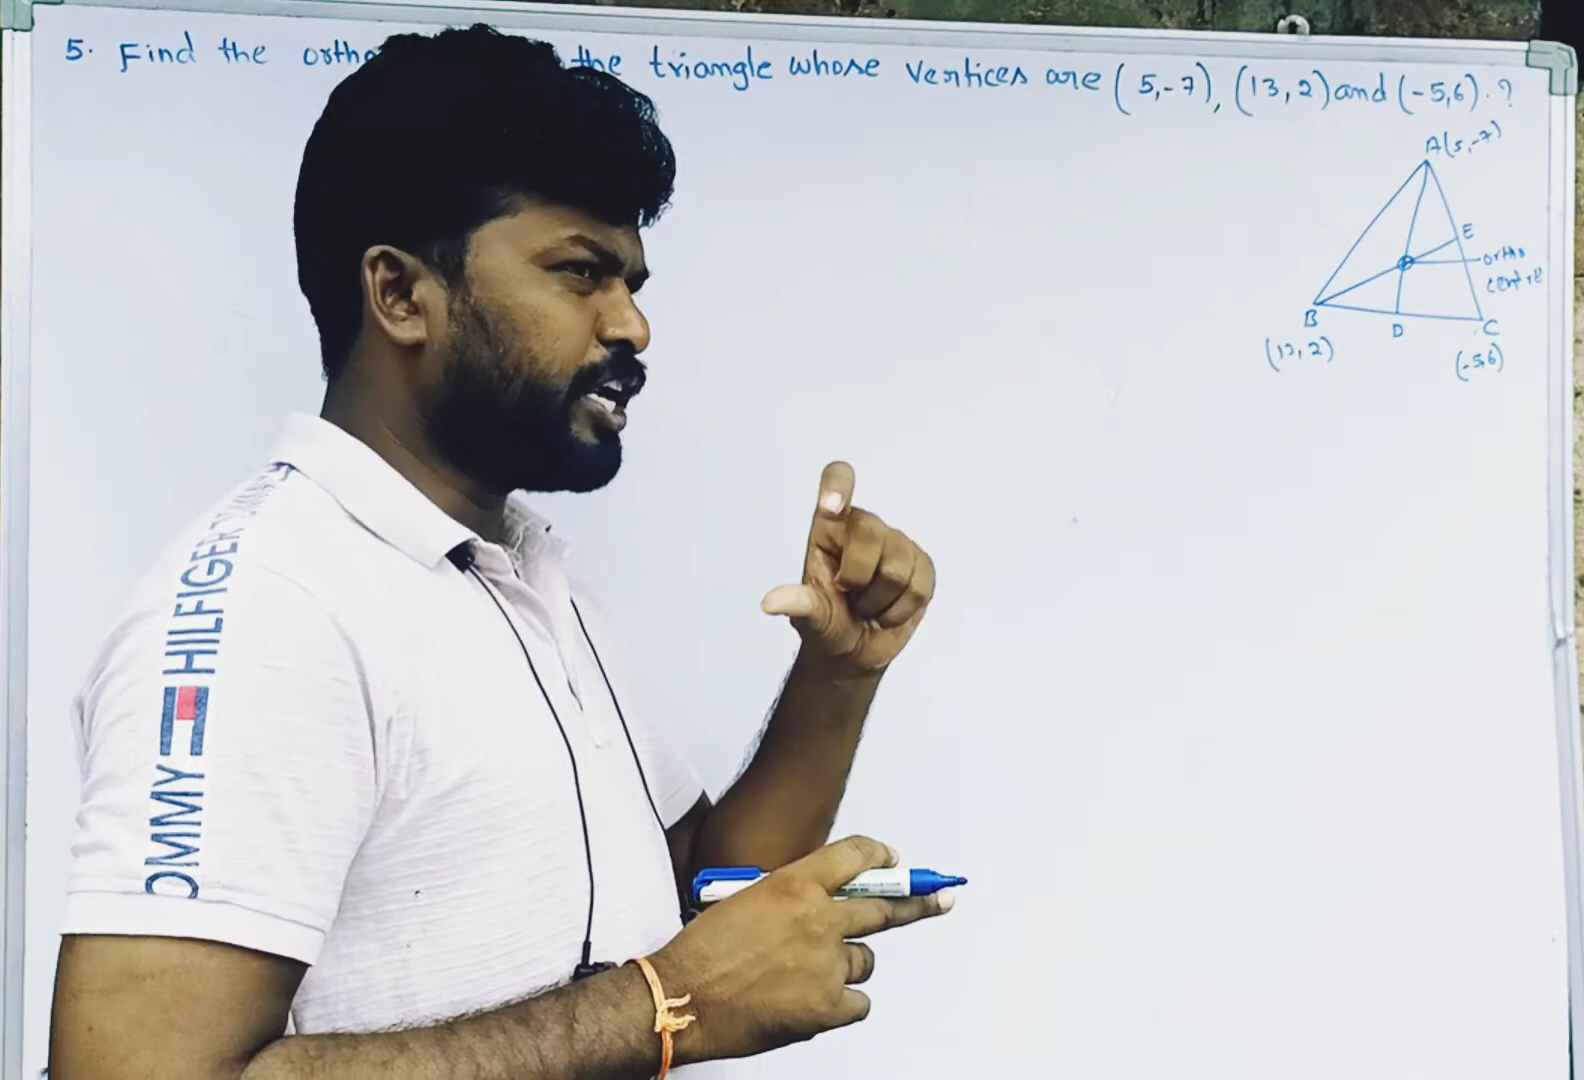 5. Find the ortho the triangle whose vertices are (5,-7), (13, 2) and (-5,6).?
A(5,-7)
E
ortho
centre
B
D
C
(13, 2)
(-5,6)
OMMY HILFIGER